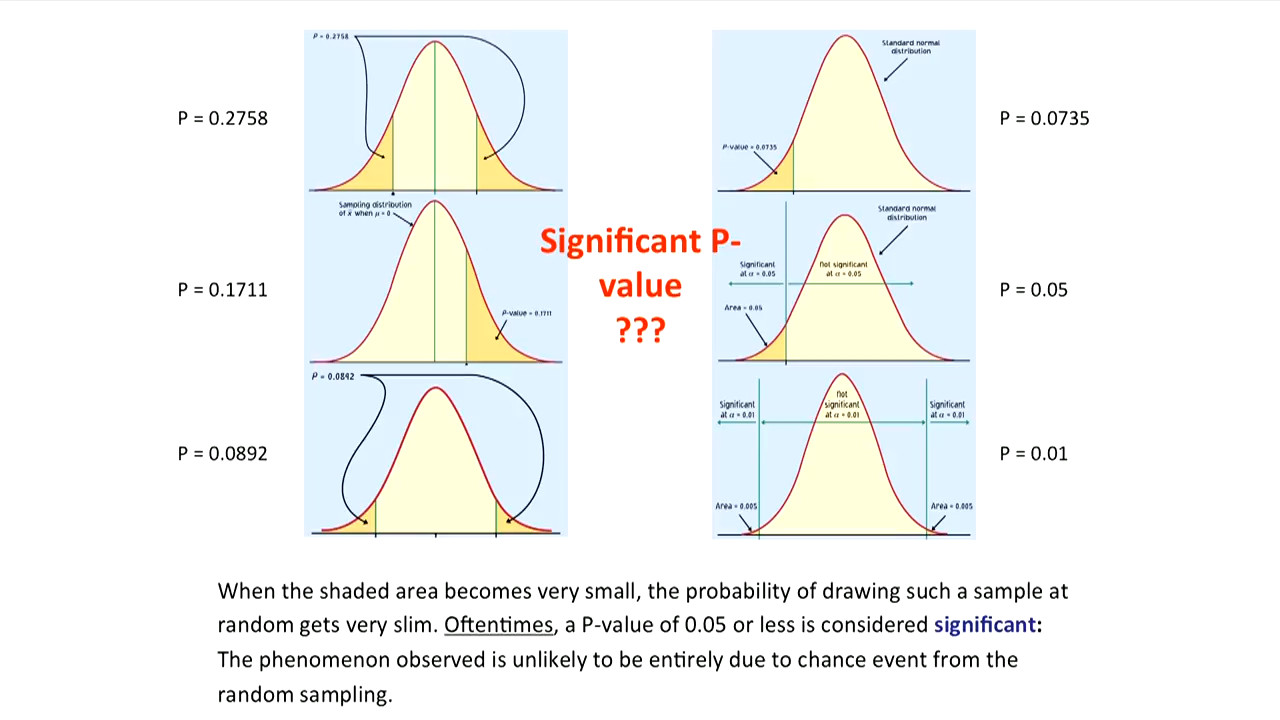 P = 0.2758
P = 0.2758
Sampling distribution
of x̄ when μ = 0
P = 0.1711
P-value = 0.1711
P = 0.0892
P = 0.0892
Significant P-
value
???
Standard normal
distribution
P-value = 0.0735
P = 0.0735
Standard normal
distribution
Significant
at α = 0.05
not significant
at α = 0.05
Area = 0.05
P = 0.05
Significant
at α = 0.01
not
significant
at α = 0.01
Significant
at α = 0.01
Area = 0.005
Area = 0.005
P = 0.01
When the shaded area becomes very small, the probability of drawing such a sample at
random gets very slim. Oftentimes, a P-value of 0.05 or less is considered significant:
The phenomenon observed is unlikely to be entirely due to chance event from the
random sampling.